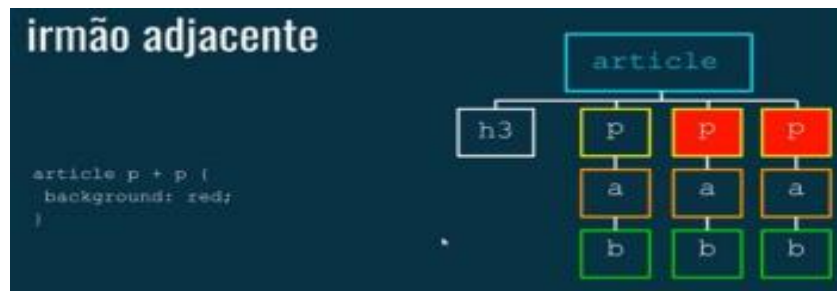 irmão adjacente
article
h3 p p p
article p + p {
background: red;
}
a a a
b b b